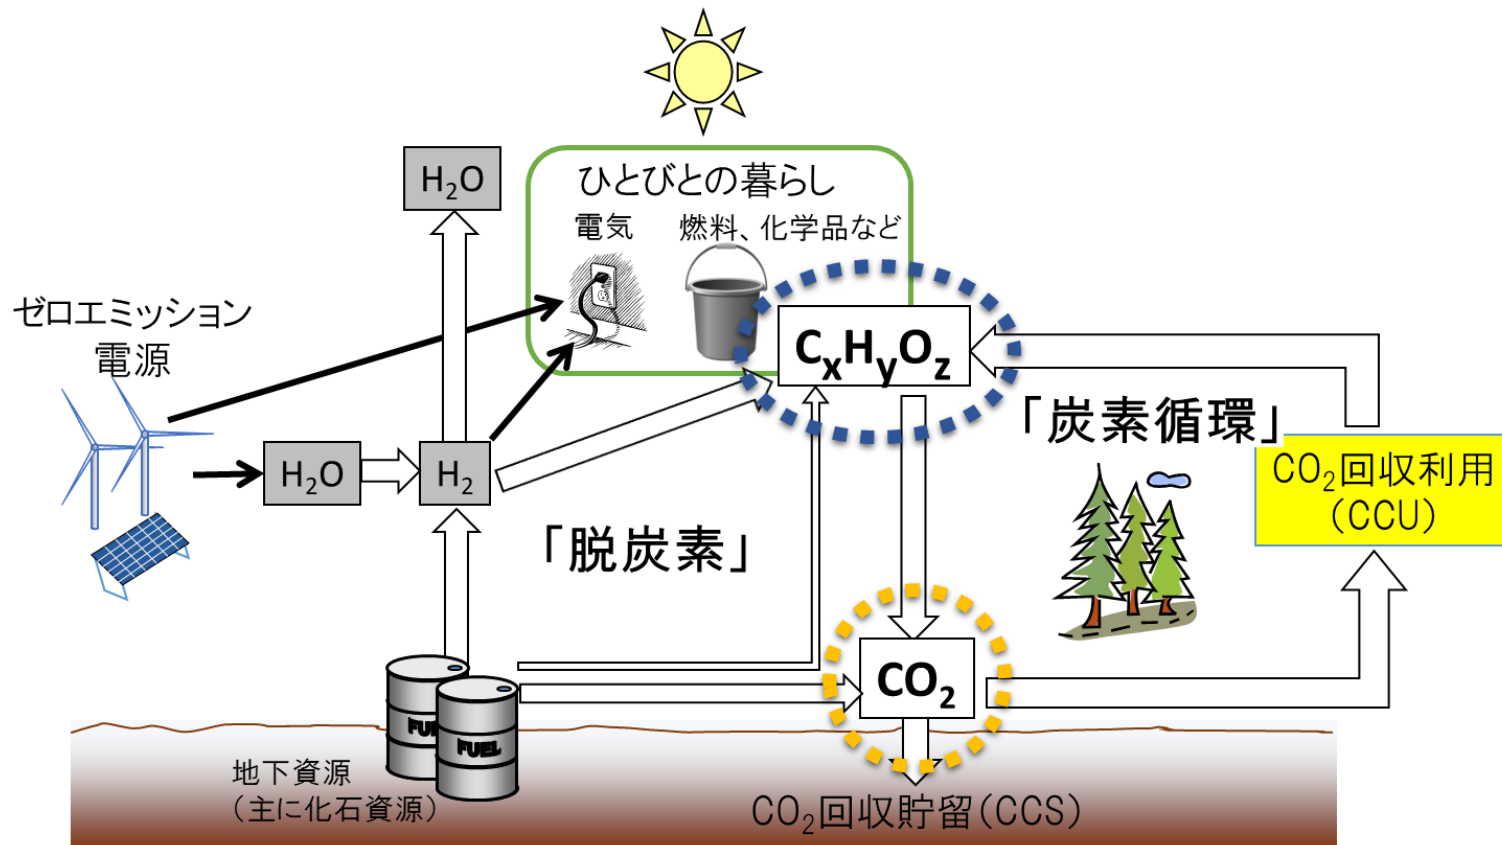 H₂O
ひとびとの暮らし
電気
燃料、化学品など
ゼロエミッション
電源
CₓHᵧO𝓏
「炭素循環」
H₂O
H₂
CO₂回収利用
（CCU）
「脱炭素」
CO₂
FUEL
FUEL
地下資源
（主に化石資源）
CO₂回収貯留（CCS）